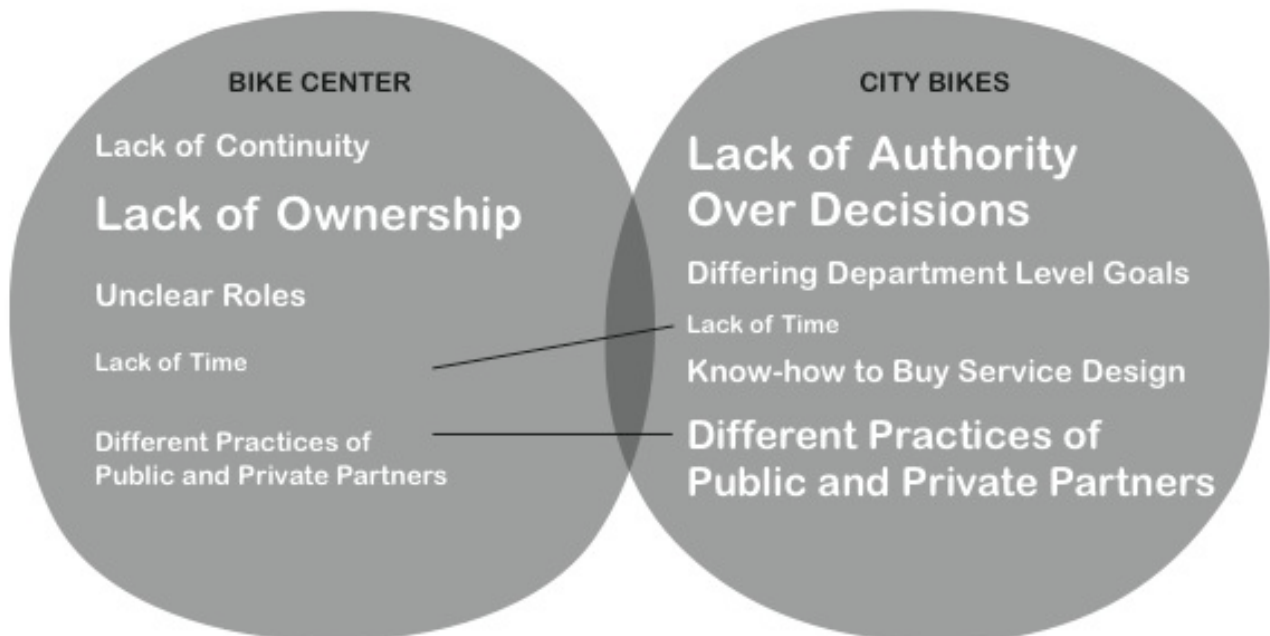 BIKE CENTER
Lack of Continuity
Lack of Ownership
Unclear Roles
Lack of Time
Different Practices of
Public and Private Partners
CITY BIKES
Lack of Authority
Over Decisions
Differing Department Level Goals
Lack of Time
Know-how to Buy Service Design
Different Practices of
Public and Private Partners